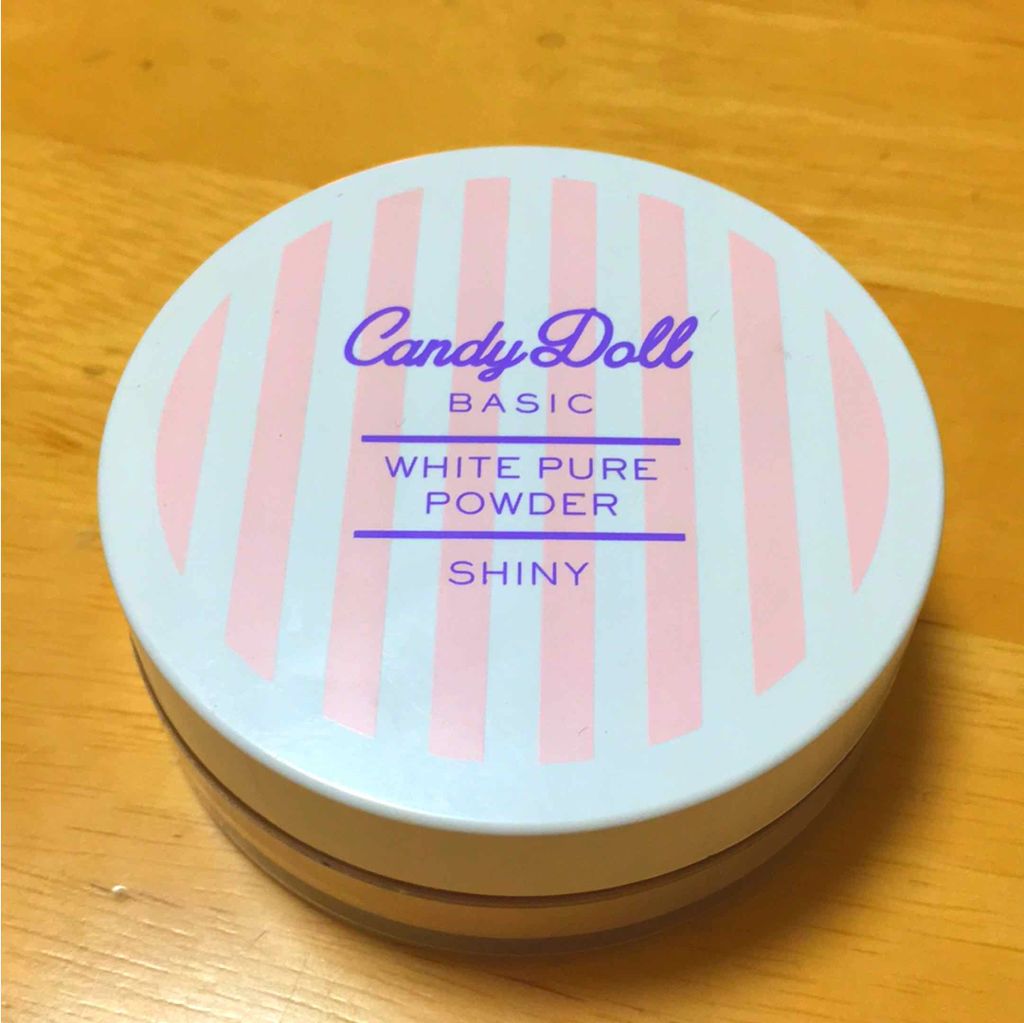 Candy Doll
BASIC
WHITE PURE
POWDER
SHINY